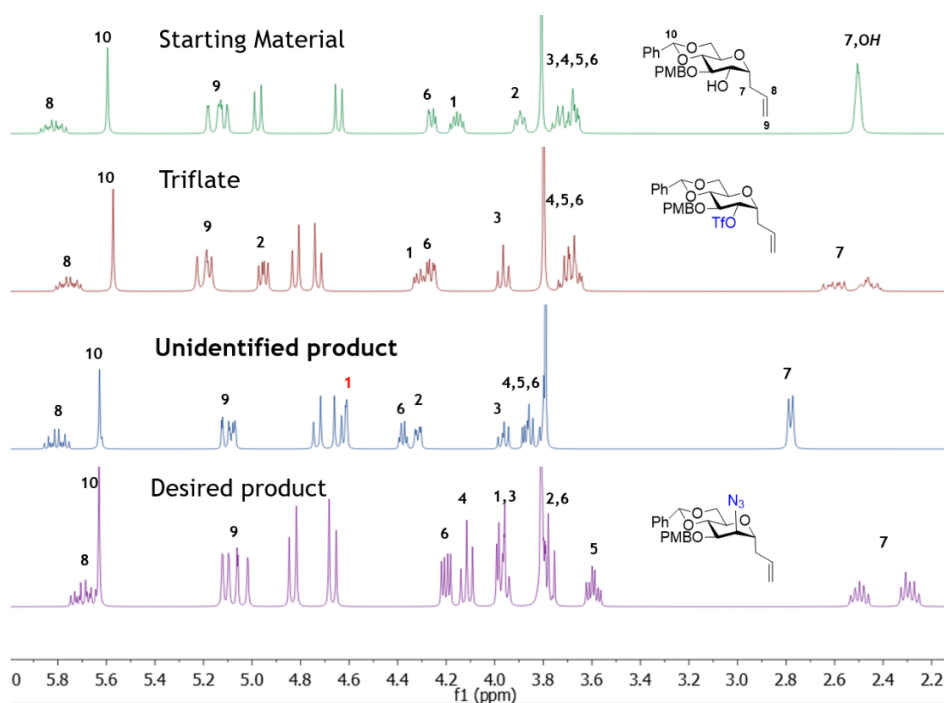 Starting Material
10
8
9
6
1
2
3,4,5,6
7,OH
10
Ph
O
O
O
PMBO
HO
7
8
9
Triflate
10
8
9
2
1
6
3
4,5,6
7
Ph
O
O
O
PMBO
TfO
Unidentified product
10
8
9
1
6
2
3
4,5,6
7
Desired product
10
8
9
6
4
1,3
2,6
5
7
N3
Ph
O
O
O
PMBO
0 5.8 5.6 5.4 5.2 5.0 4.8 4.6 4.4 4.2 4.0 3.8 3.6 3.4 3.2 3.0 2.8 2.6 2.4 2.2
f1 (ppm)